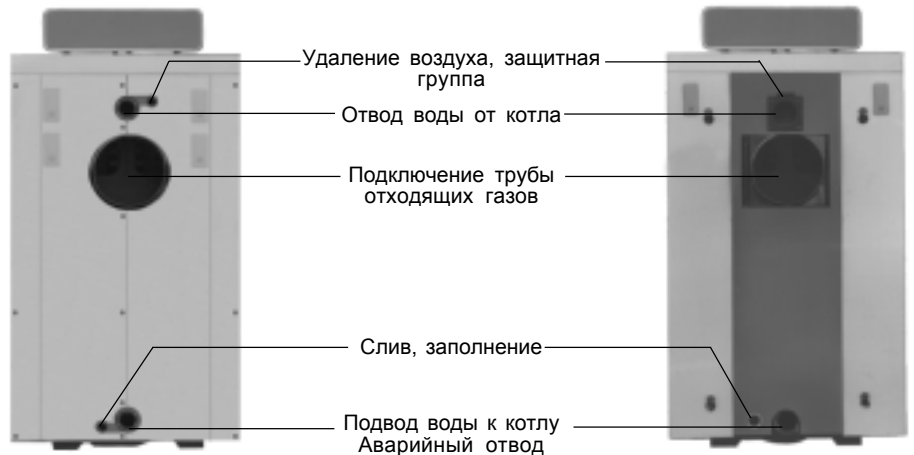 Удаление воздуха, защитная
группа
Отвод воды от котла
Подключение трубы
отходящих газов
Слив, заполнение
Подвод воды к котлу
Аварийный отвод